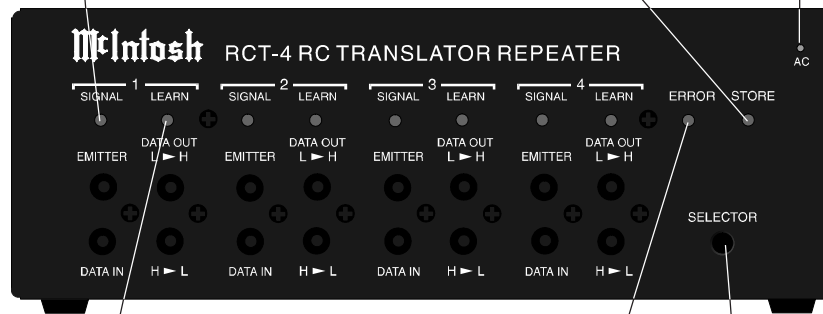 McIntosh RCT-4 RC TRANSLATOR REPEATER
AC
1 2 3 4
SIGNAL LEARN SIGNAL LEARN SIGNAL LEARN SIGNAL LEARN ERROR STORE
DATA OUT DATA OUT DATA OUT DATA OUT
EMITTER L ► H EMITTER L ► H EMITTER L ► H EMITTER L ► H
SELECTOR
DATA IN H ► L DATA IN H ► L DATA IN H ► L DATA IN H ► L